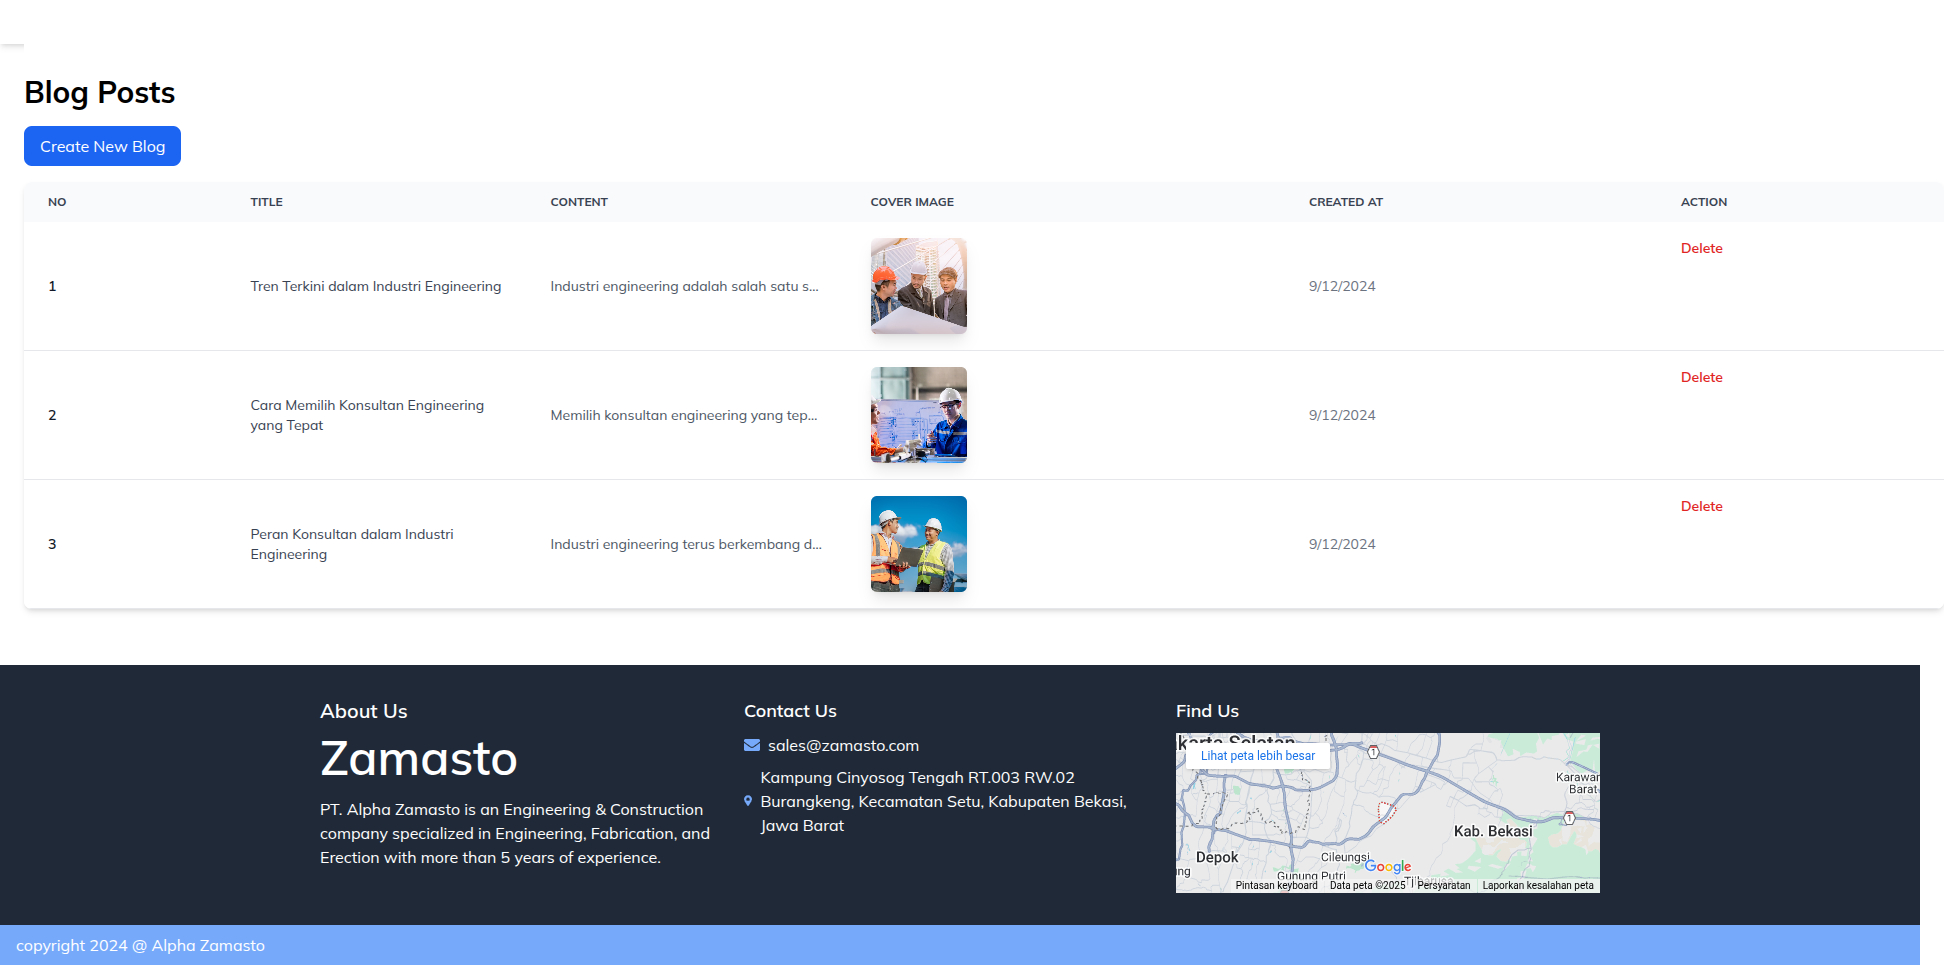 Blog Posts
Create New Blog
NO TITLE CONTENT COVER IMAGE CREATED AT ACTION
1 Tren Terkini dalam Industri Engineering Industri engineering adalah salah satu s... 9/12/2024 Delete
2 Cara Memilih Konsultan Engineering
yang Tepat Memilih konsultan engineering yang tep... 9/12/2024 Delete
3 Peran Konsultan dalam Industri
Engineering Industri engineering terus berkembang d... 9/12/2024 Delete
About Us
Zamasto
PT. Alpha Zamasto is an Engineering & Construction
company specialized in Engineering, Fabrication, and
Erection with more than 5 years of experience.
Contact Us
sales@zamasto.com
Kampung Cinyosog Tengah RT.003 RW.02
Burangkeng, Kecamatan Setu, Kabupaten Bekasi,
Jawa Barat
Find Us
Lihat peta lebih besar
1
Karawan
Barat
1
Kab. Bekasi
Depok
Cileungsi
Google
Gunung Putri
Pintasan keyboard Data peta ©2025 Persyaratan Laporkan kesalahan peta
copyright 2024 @ Alpha Zamasto